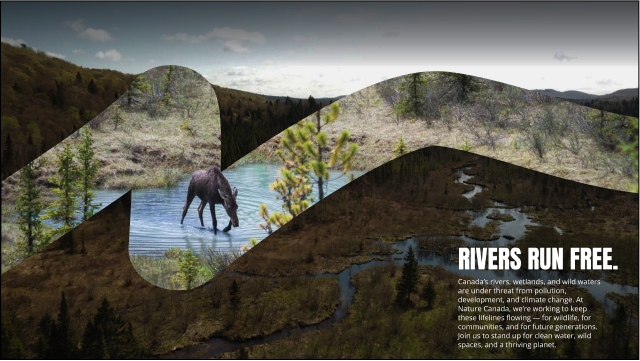 RIVERS RUN FREE.
Canada's rivers, wetlands, and wild waters
are under threat from pollution,
development, and climate change. At
Nature Canada, we're working to keep
these lifelines flowing — for wildlife, for
communities, and for future generations.
Join us to stand up for clean water, wild
spaces, and a thriving planet.